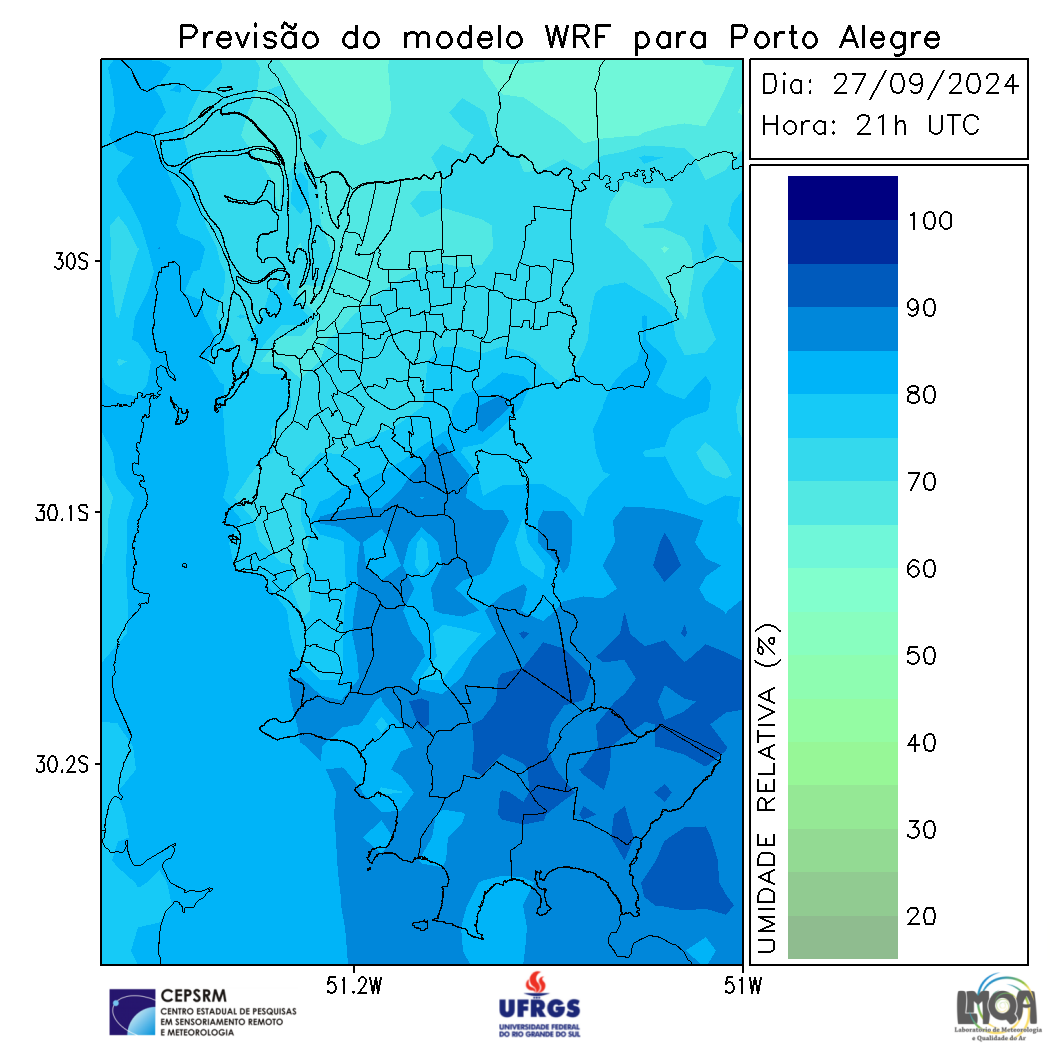 Previsão do modelo WRF para Porto Alegre
Dia: 27/09/2024
Hora: 21h UTC
30S
30.1S
30.2S
51.2W
51W
100
90
80
70
60
50
40
30
20
UMIDADE RELATIVA (%)
CEPSRM
CENTRO ESTADUAL DE PESQUISAS
EM SENSORIAMENTO REMOTO
E METEOROLOGIA
UFRGS
UNIVERSIDADE FEDERAL
DO RIO GRANDE DO SUL
LMQA
Laboratório de Meteorologia
e Qualidade do Ar